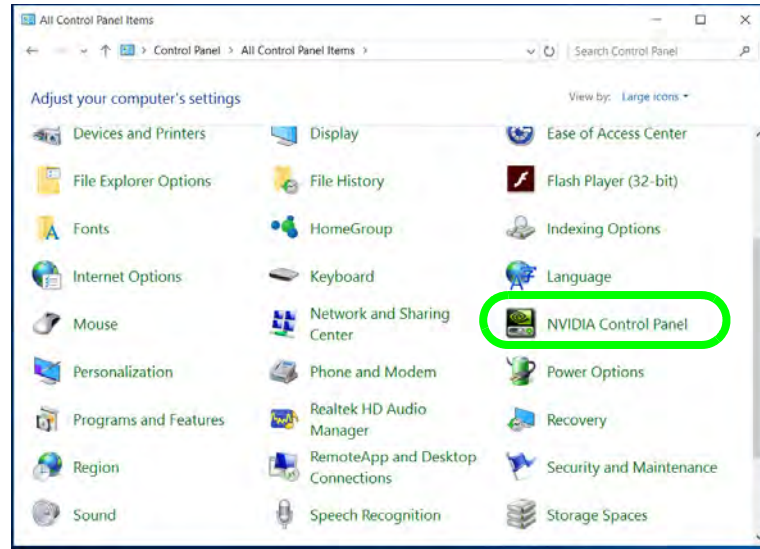 All Control Panel Items
Control Panel > All Control Panel Items >
Search Control Panel
Adjust your computer's settings
View by: Large icons
Devices and Printers
Display
Ease of Access Center
File Explorer Options
File History
Flash Player (32-bit)
Fonts
HomeGroup
Indexing Options
Internet Options
Keyboard
Language
Mouse
Network and Sharing
Center
NVIDIA Control Panel
Personalization
Phone and Modem
Power Options
Programs and Features
Realtek HD Audio
Manager
Recovery
Region
RemoteApp and Desktop
Connections
Security and Maintenance
Sound
Speech Recognition
Storage Spaces